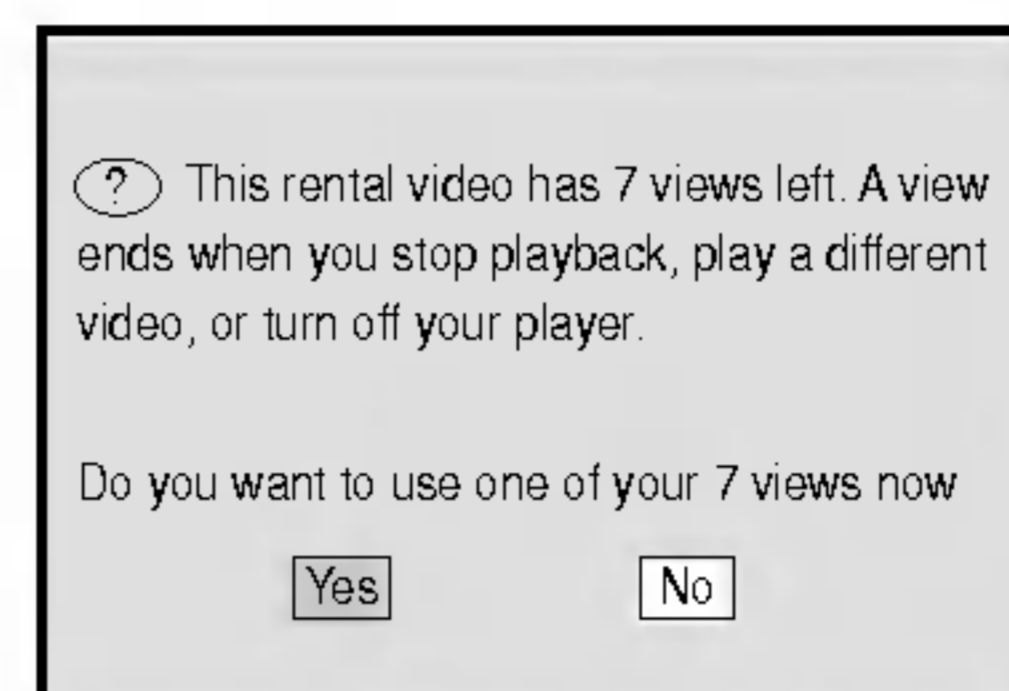 ? This rental video has 7 views left. A view
ends when you stop playback, play a different
video, or turn off your player.
Do you want to use one of your 7 views now
Yes No